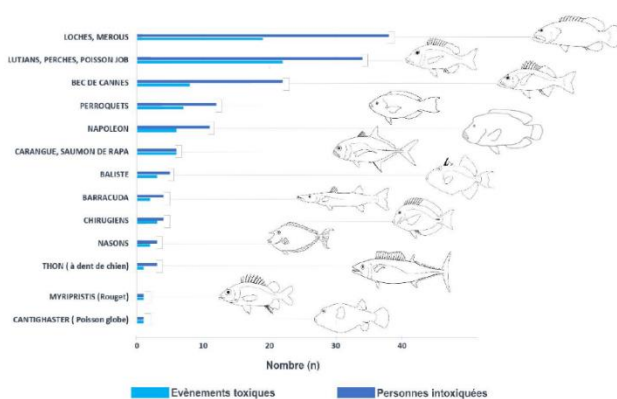 LOCHES, MEROUS
LUTJANS, PERCHES, POISSON JOB
BEC DE CANNES
PERROQUETS
NAPOLEON
CARANGUE, SAUMON DE RAPA
BALISTE
BARRACUDA
CHIRUGIENS
NASONS
THON ( à dent de chien)
MYRIPRISTIS (Rouget)
CANTIGHASTER ( Poisson globe)
0 10 20 30 40
Nombre (n)
Evènements toxiques Personnes intoxiquées